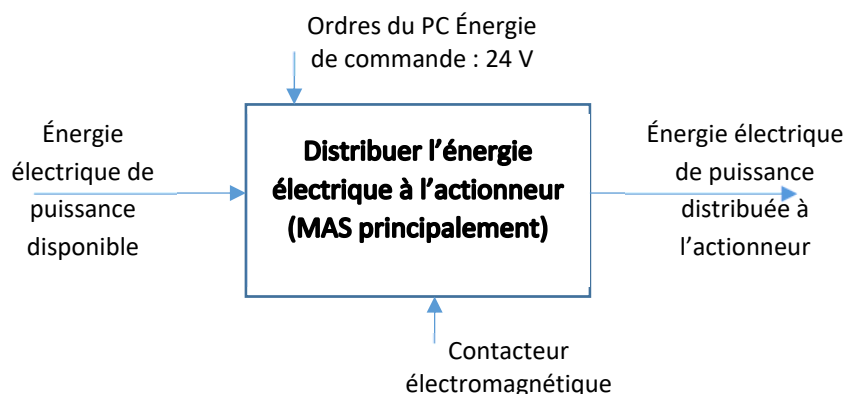 Ordres du PC Énergie
de commande : 24 V
Énergie
électrique de
puissance
disponible
Distribuer l’énergie
électrique à l’actionneur
(MAS principalement)
Énergie électrique
de puissance
distribuée à
l’actionneur
Contacteur
électromagnétique